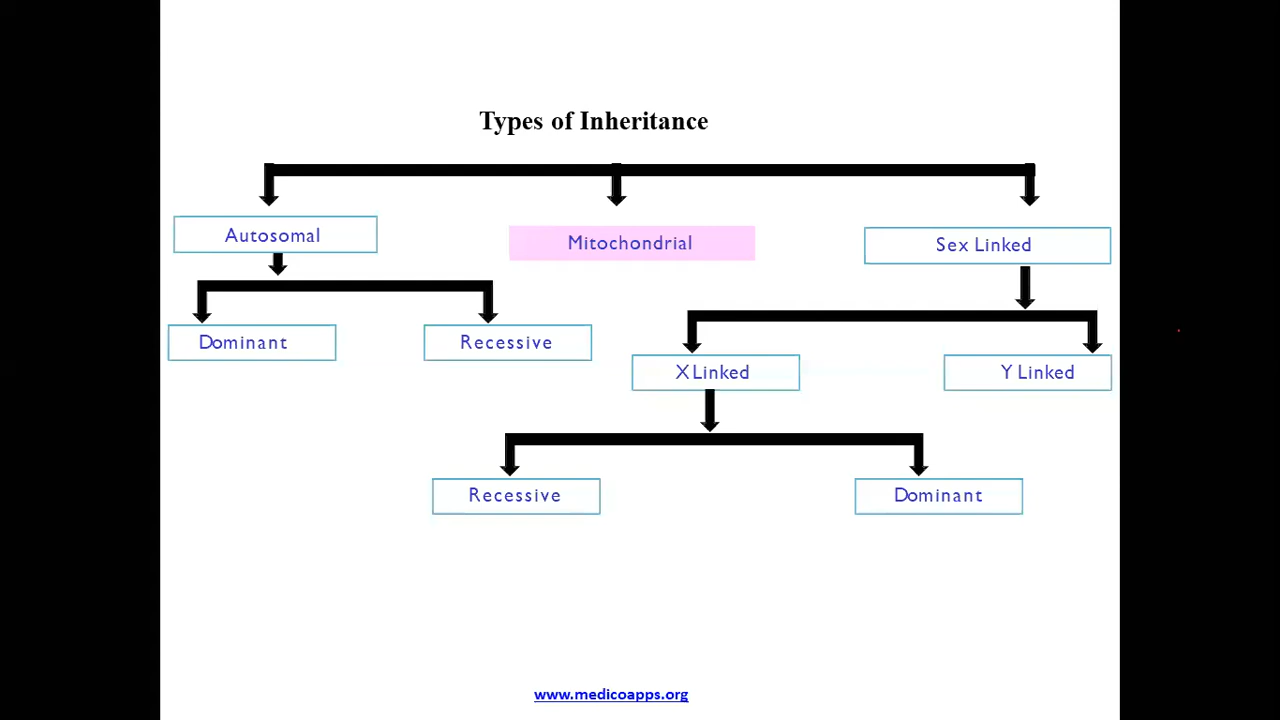 Types of Inheritance
Autosomal
Mitochondrial
Sex Linked
Dominant
Recessive
X Linked
Y Linked
Recessive
Dominant
www.medicoapps.org